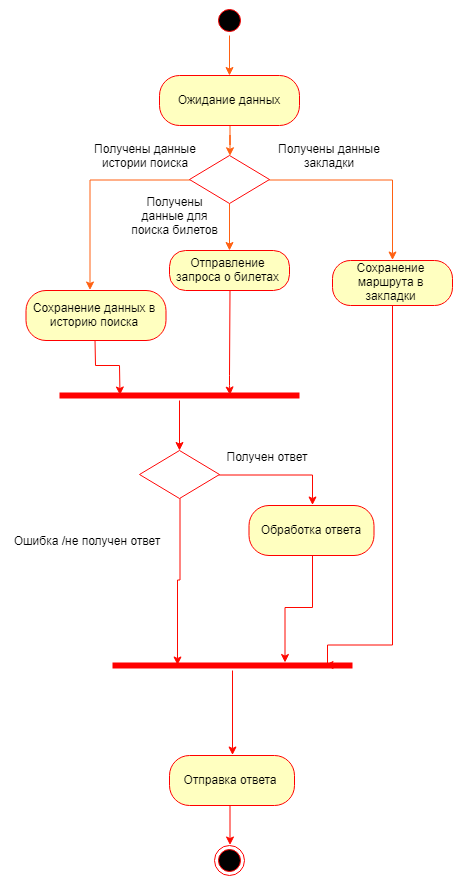 Ожидание данных
Получены данные
истории поиска
Получены данные
закладки
Получены
данные для
поиска билетов
Отправление
запроса о билетах
Сохранение
маршрута в
закладки
Сохранение данных в
историю поиска
Получен ответ
Обработка ответа
Ошибка /не получен ответ
Отправка ответа